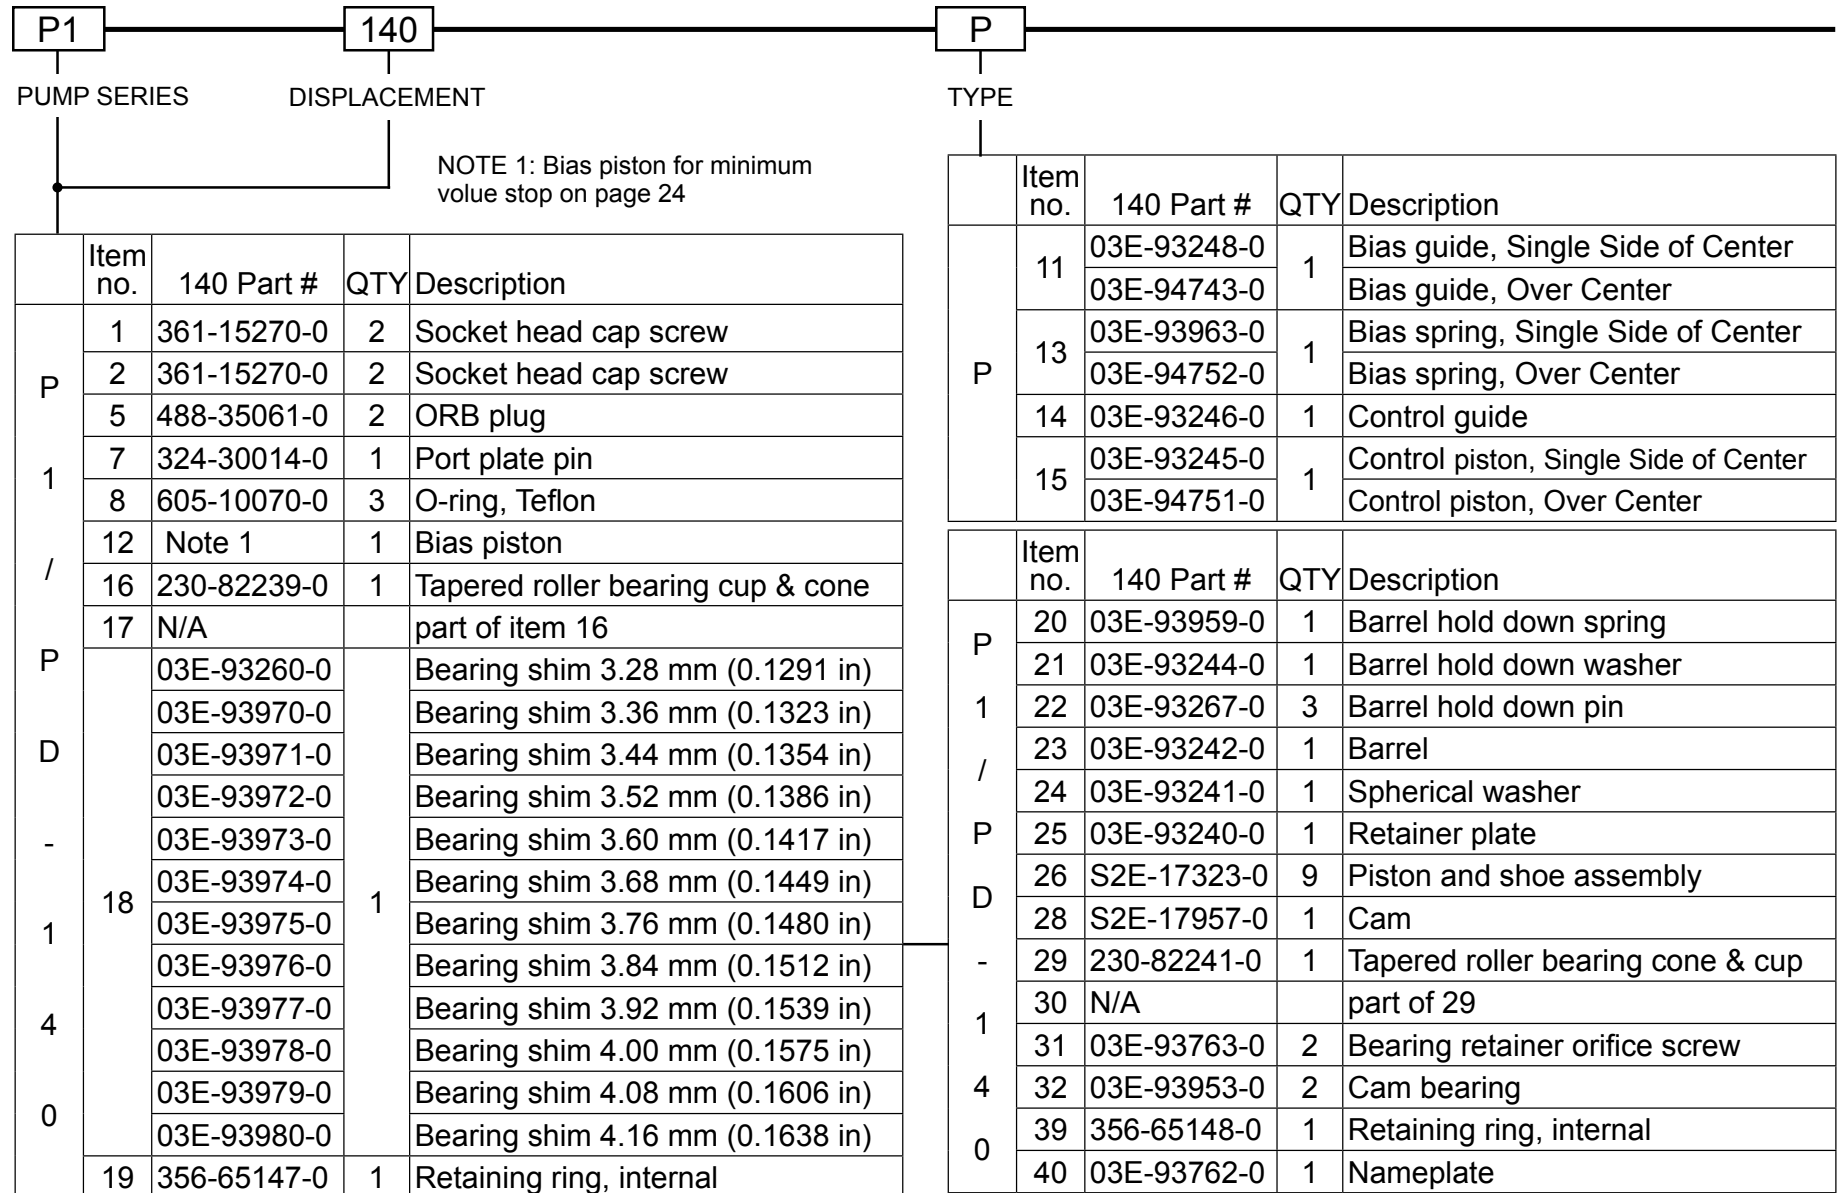 P1 140 P
PUMP SERIES DISPLACEMENT TYPE
NOTE 1: Bias piston for minimum
volue stop on page 24
Item
no. 140 Part # QTY Description
P 1 / P D - 1 4 0
1 361-15270-0 2 Socket head cap screw
2 361-15270-0 2 Socket head cap screw
5 488-35061-0 2 ORB plug
7 324-30014-0 1 Port plate pin
8 605-10070-0 3 O-ring, Teflon
12 Note 1 1 Bias piston
16 230-82239-0 1 Tapered roller bearing cup & cone
17 N/A part of item 16
18 1
03E-93260-0 Bearing shim 3.28 mm (0.1291 in)
03E-93970-0 Bearing shim 3.36 mm (0.1323 in)
03E-93971-0 Bearing shim 3.44 mm (0.1354 in)
03E-93972-0 Bearing shim 3.52 mm (0.1386 in)
03E-93973-0 Bearing shim 3.60 mm (0.1417 in)
03E-93974-0 Bearing shim 3.68 mm (0.1449 in)
03E-93975-0 Bearing shim 3.76 mm (0.1480 in)
03E-93976-0 Bearing shim 3.84 mm (0.1512 in)
03E-93977-0 Bearing shim 3.92 mm (0.1539 in)
03E-93978-0 Bearing shim 4.00 mm (0.1575 in)
03E-93979-0 Bearing shim 4.08 mm (0.1606 in)
03E-93980-0 Bearing shim 4.16 mm (0.1638 in)
19 356-65147-0 1 Retaining ring, internal
Item
no. 140 Part # QTY Description
P
11 03E-93248-0 1 Bias guide, Single Side of Center
03E-94743-0 Bias guide, Over Center
13 03E-93963-0 1 Bias spring, Single Side of Center
03E-94752-0 Bias spring, Over Center
14 03E-93246-0 1 Control guide
15 03E-93245-0 1 Control piston, Single Side of Center
03E-94751-0 Control piston, Over Center
Item
no. 140 Part # QTY Description
P 1 / P D - 1 4 0
20 03E-93959-0 1 Barrel hold down spring
21 03E-93244-0 1 Barrel hold down washer
22 03E-93267-0 3 Barrel hold down pin
23 03E-93242-0 1 Barrel
24 03E-93241-0 1 Spherical washer
25 03E-93240-0 1 Retainer plate
26 S2E-17323-0 9 Piston and shoe assembly
28 S2E-17957-0 1 Cam
29 230-82241-0 1 Tapered roller bearing cone & cup
30 N/A part of 29
31 03E-93763-0 2 Bearing retainer orifice screw
32 03E-93953-0 2 Cam bearing
39 356-65148-0 1 Retaining ring, internal
40 03E-93762-0 1 Nameplate